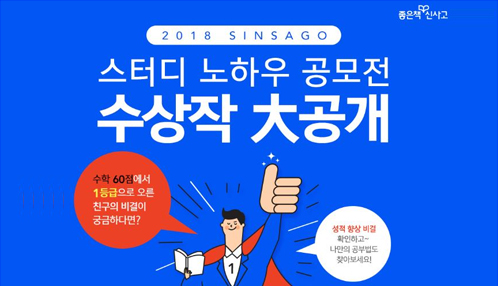 좋은책 신사고
2018 SINSAGO
스터디 노하우 공모전
수상작 大공개
수학 60점에서
1등급으로 오른
친구의 비결이
궁금하다면?
성적 향상 비결
확인하고~
나만의 공부법도
찾아보세요!
1